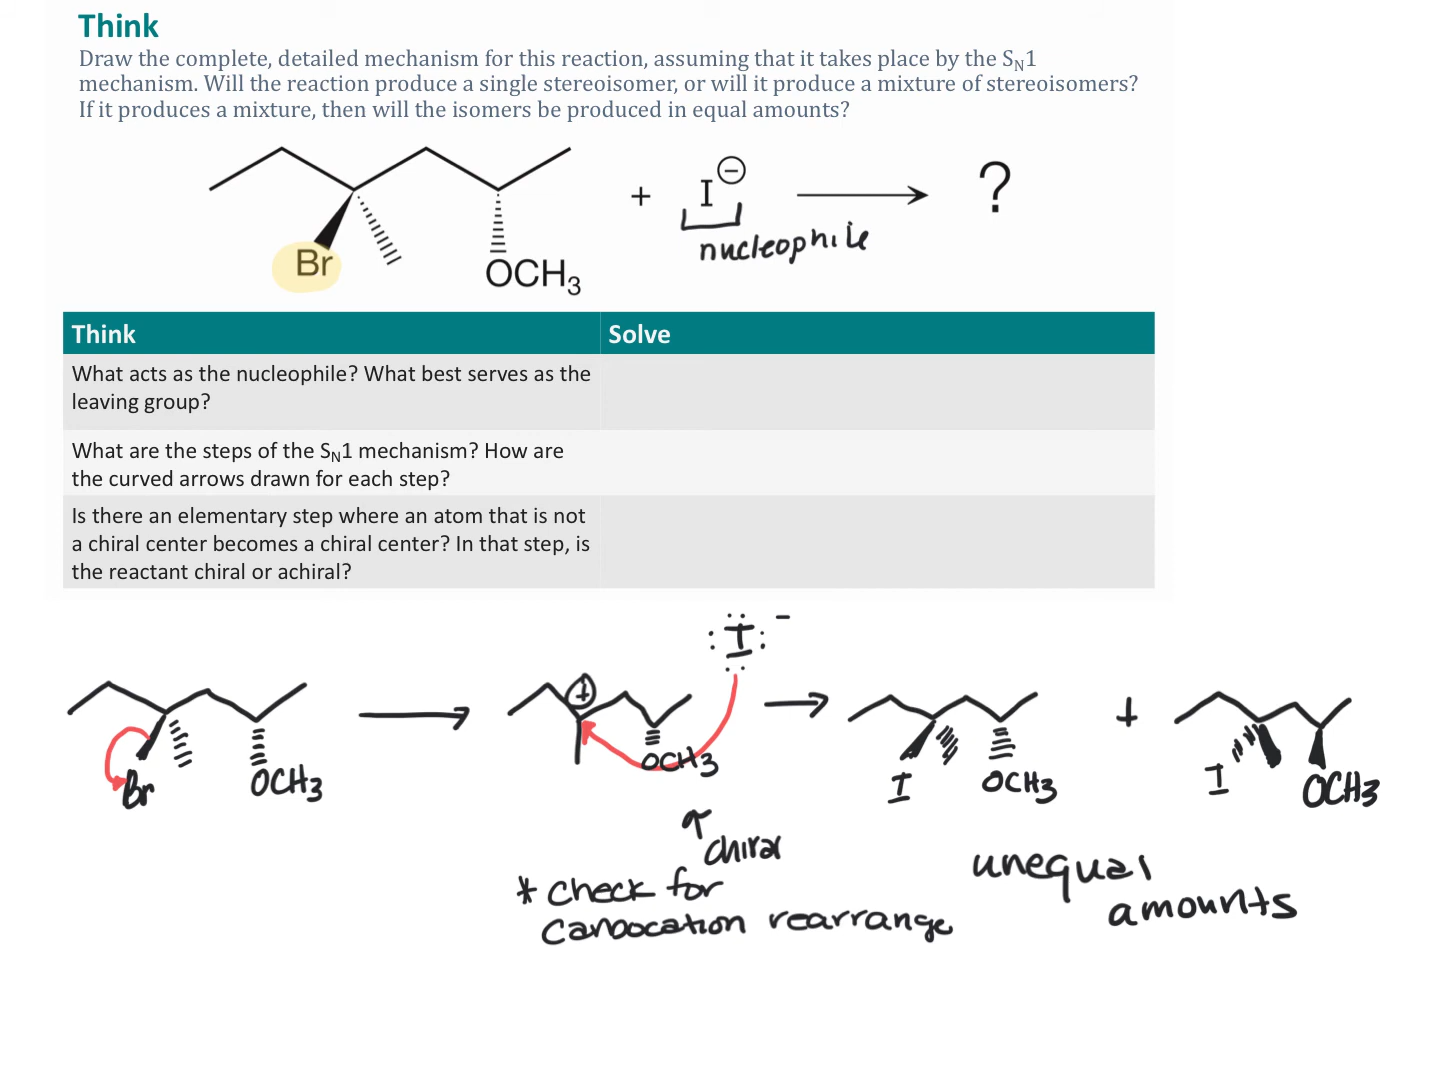 Think
Draw the complete, detailed mechanism for this reaction, assuming that it takes place by the SN1
mechanism. Will the reaction produce a single stereoisomer, or will it produce a mixture of stereoisomers?
If it produces a mixture, then will the isomers be produced in equal amounts?
+ I⊖ ?
nucleophile
Br
OCH3
Think Solve
What acts as the nucleophile? What best serves as the
leaving group?
What are the steps of the SN1 mechanism? How are
the curved arrows drawn for each step?
Is there an elementary step where an atom that is not
a chiral center becomes a chiral center? In that step, is
the reactant chiral or achiral?
:I: -
+ +
Br OCH3 OCH3 I OCH3 I OCH3
chiral
* check for
carbocation rearrange
unequal
amounts